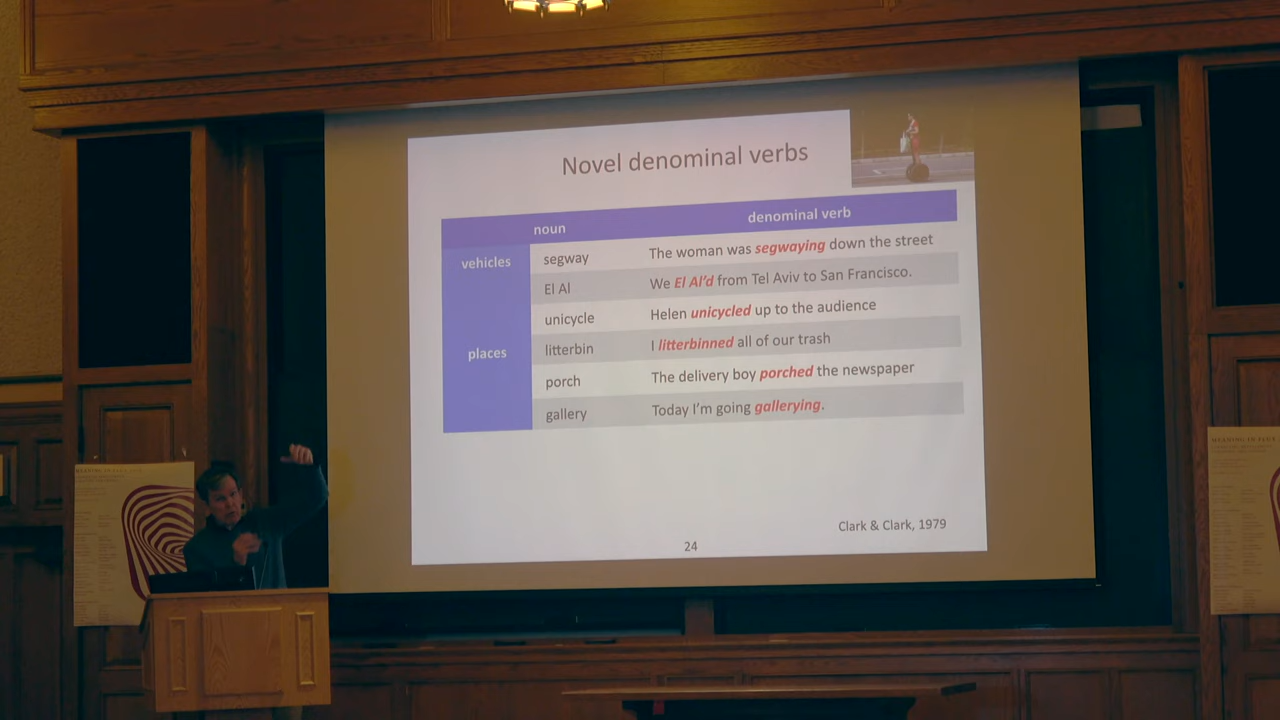 Novel denominal verbs
noun denominal verb
vehicles segway The woman was segwaying down the street
El Al We El Al'd from Tel Aviv to San Francisco.
unicycle Helen unicycled up to the audience
places litterbin I litterbinned all of our trash
porch The delivery boy porched the newspaper
gallery Today I'm going gallerying.
Clark & Clark, 1979
24